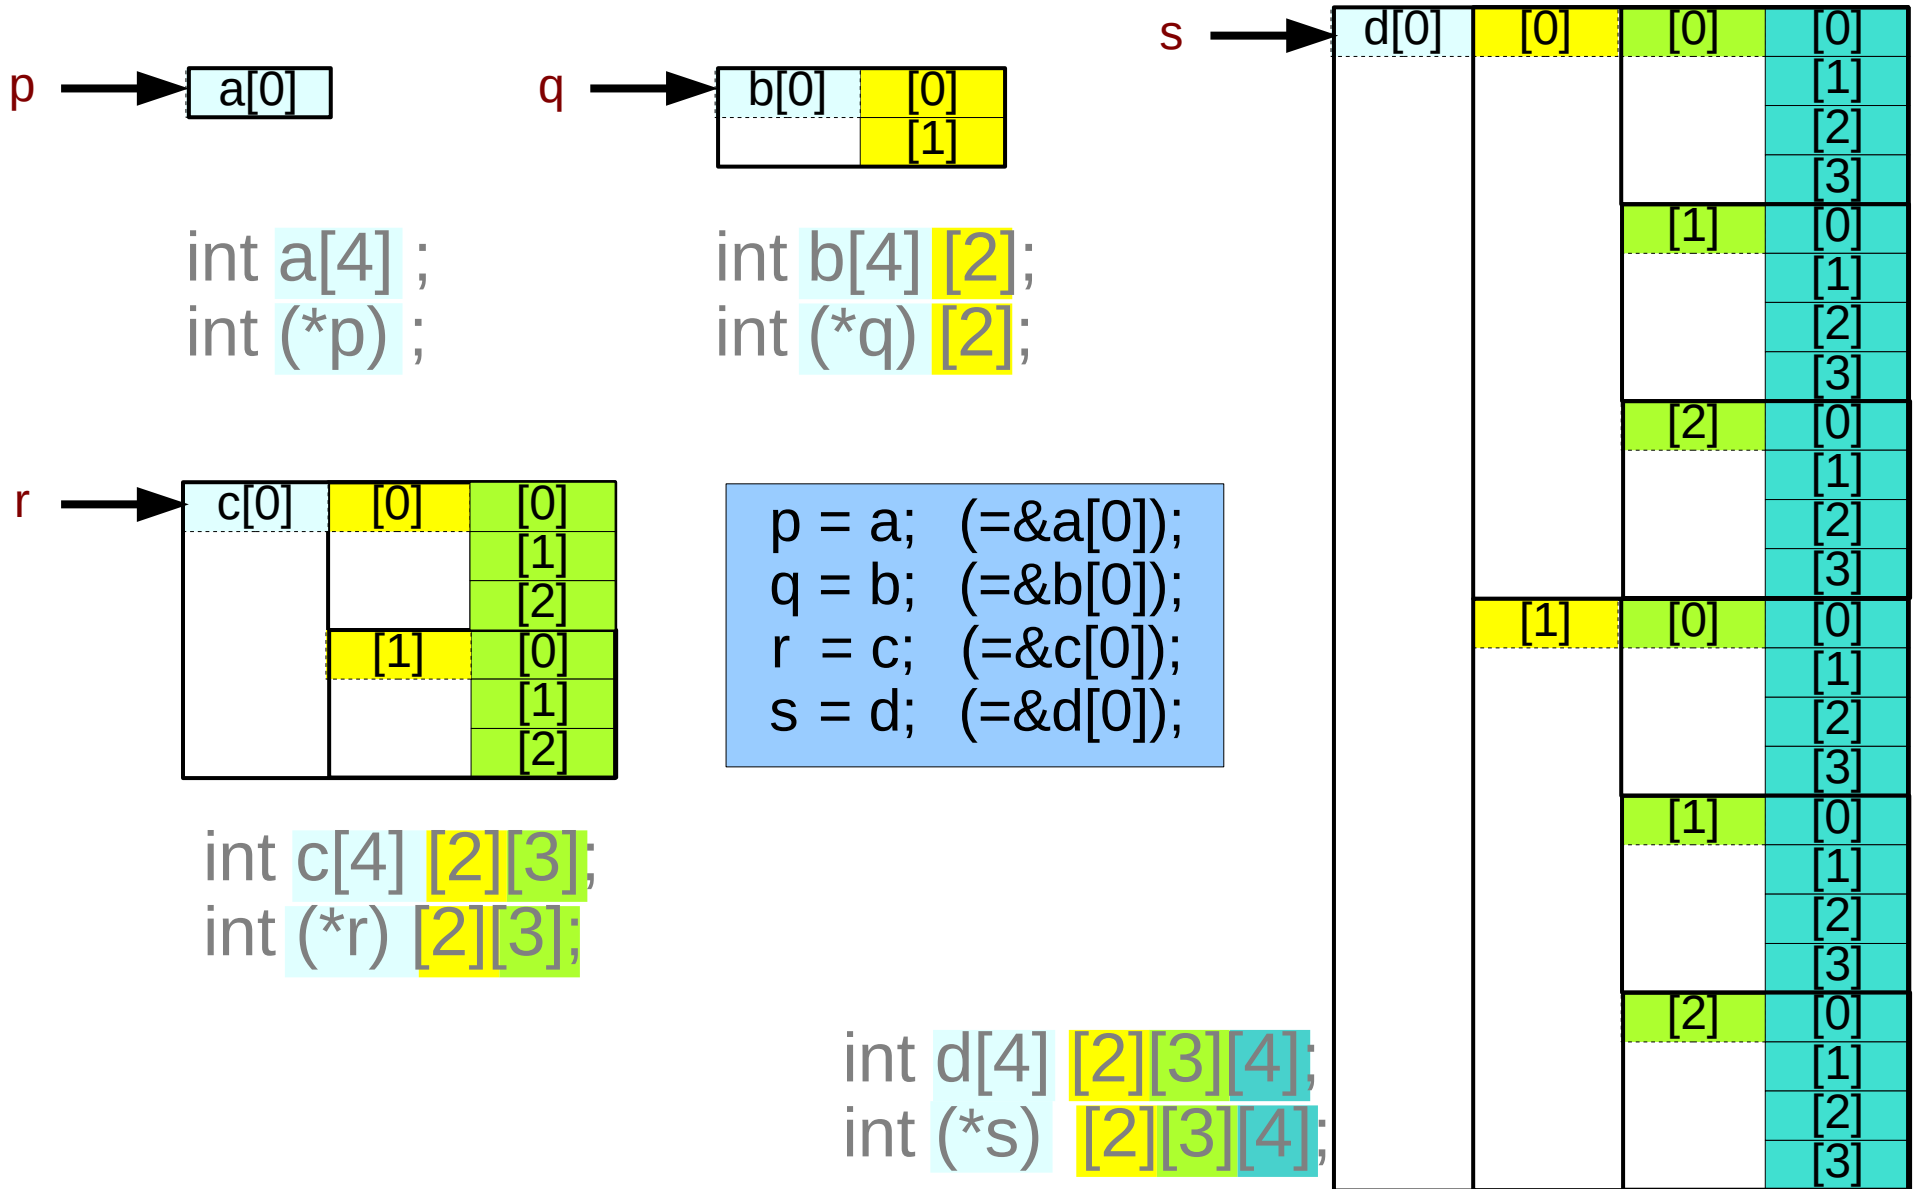 p a[0]
q b[0] [0]
[1]
int a[4] ;
int (*p) ;
int b[4] [2];
int (*q) [2];
r c[0] [0] [0]
[1]
[2]
[1] [0]
[1]
[2]
int c[4] [2][3];
int (*r) [2][3];
p = a; (=&a[0]);
q = b; (=&b[0]);
r = c; (=&c[0]);
s = d; (=&d[0]);
int d[4] [2][3][4];
int (*s) [2][3][4];
s d[0] [0] [0] [0]
[1]
[2]
[3]
[1] [0]
[1]
[2]
[3]
[2] [0]
[1]
[2]
[3]
[1] [0] [0]
[1]
[2]
[3]
[1] [0]
[1]
[2]
[3]
[2] [0]
[1]
[2]
[3]